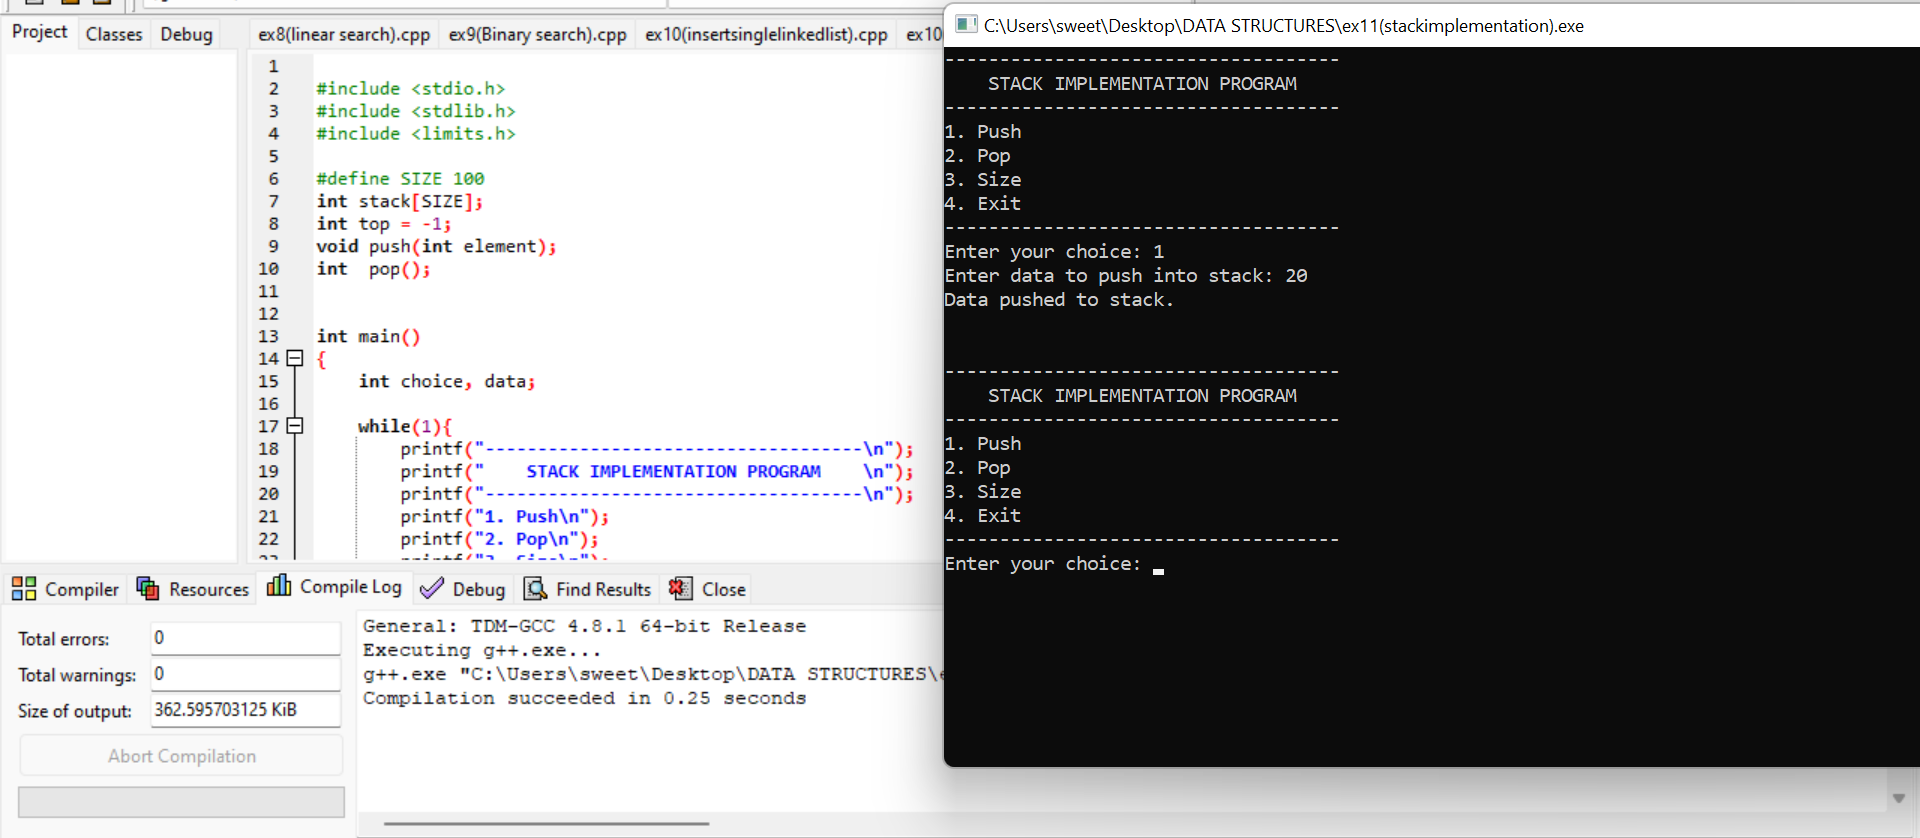 Project Classes Debug
ex8(linear search).cpp ex9(Binary search).cpp ex10(insertsinglelinkedlist).cpp ex10
1
2 #include <stdio.h>
3 #include <stdlib.h>
4 #include <limits.h>
5
6 #define SIZE 100
7 int stack[SIZE];
8 int top = -1;
9 void push(int element);
10 int  pop();
11
12
13 int main()
14 {
15     int choice, data;
16
17     while(1){
18         printf("------------------------------------\n");
19         printf("    STACK IMPLEMENTATION PROGRAM    \n");
20         printf("------------------------------------\n");
21         printf("1. Push\n");
22         printf("2. Pop\n");
23         printf("3. Size\n");
Compiler Resources Compile Log Debug Find Results Close
Total errors: 0
Total warnings: 0
Size of output: 362.595703125 KiB
Abort Compilation
General: TDM-GCC 4.8.1 64-bit Release
Executing g++.exe...
g++.exe "C:\Users\sweet\Desktop\DATA STRUCTURES\e
Compilation succeeded in 0.25 seconds
C:\Users\sweet\Desktop\DATA STRUCTURES\ex11(stackimplementation).exe
------------------------------------
    STACK IMPLEMENTATION PROGRAM
------------------------------------
1. Push
2. Pop
3. Size
4. Exit
------------------------------------
Enter your choice: 1
Enter data to push into stack: 20
Data pushed to stack.
------------------------------------
    STACK IMPLEMENTATION PROGRAM
------------------------------------
1. Push
2. Pop
3. Size
4. Exit
------------------------------------
Enter your choice: